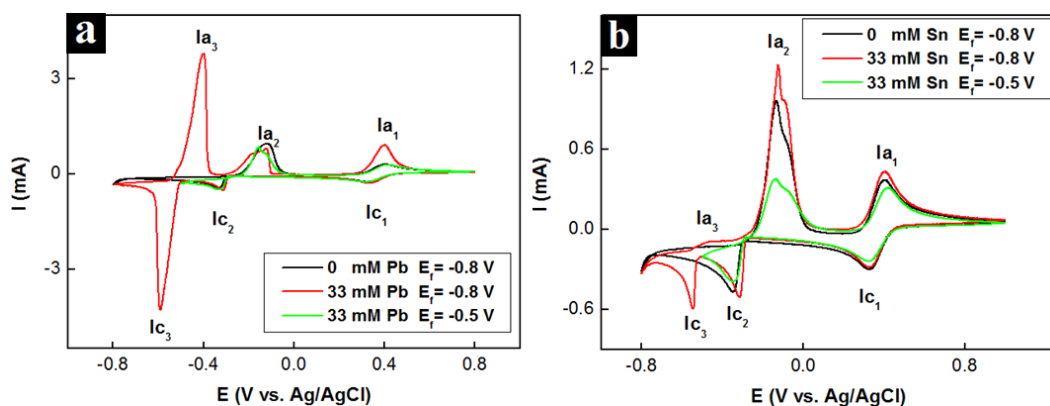 a
Ia3
Ia2
Ia1
Ic2
Ic1
Ic3
3
0
-3
I (mA)
0 mM Pb Ef= -0.8 V
33 mM Pb Ef= -0.8 V
33 mM Pb Ef= -0.5 V
-0.8 -0.4 0.0 0.4 0.8
E (V vs. Ag/AgCl)
b
Ia2
0 mM Sn Ef= -0.8 V
33 mM Sn Ef= -0.8 V
33 mM Sn Ef= -0.5 V
Ia1
Ia3
Ic1
Ic2
Ic3
1.2
0.6
0.0
-0.6
I (mA)
-0.8 0.0 0.8
E (V vs. Ag/AgCl)